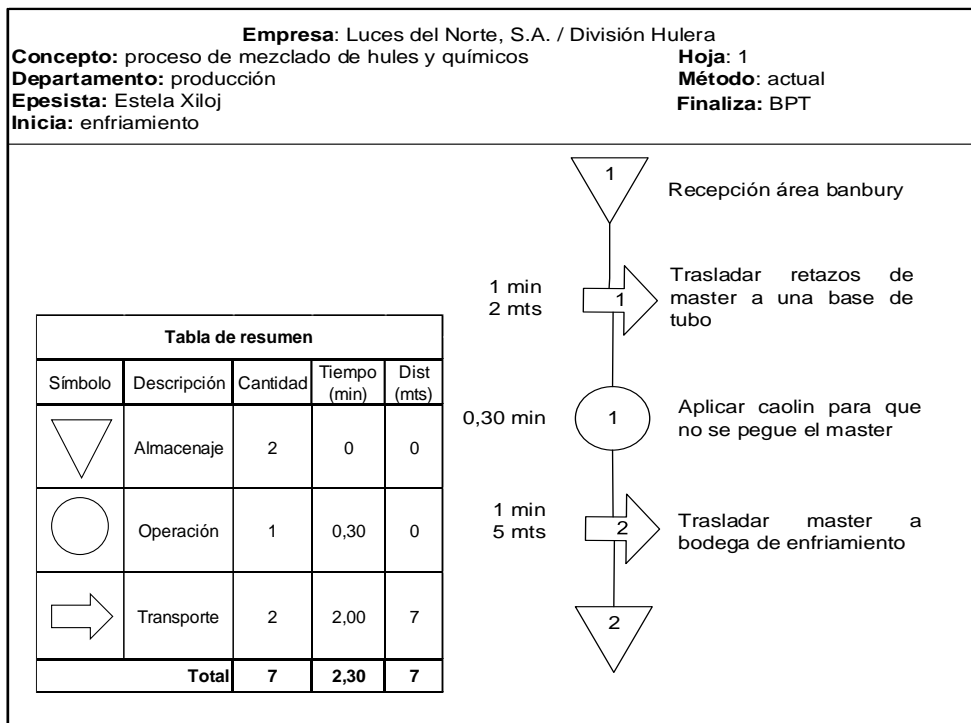 Empresa: Luces del Norte, S.A. / División Hulera
Concepto: proceso de mezclado de hules y químicos
Hoja: 1
Departamento: producción
Método: actual
Epesista: Estela Xiloj
Finaliza: BPT
Inicia: enfriamiento
1
Recepción área banbury
1 min
2 mts
1
Trasladar retazos de
master a una base de
tubo
0,30 min
1
Aplicar caolin para que
no se pegue el master
1 min
5 mts
2
Trasladar master a
bodega de enfriamiento
2
Tabla de resumen
Símbolo Descripción Cantidad Tiempo (min) Dist (mts)
Almacenaje 2 0 0
Operación 1 0,30 0
Transporte 2 2,00 7
Total 7 2,30 7